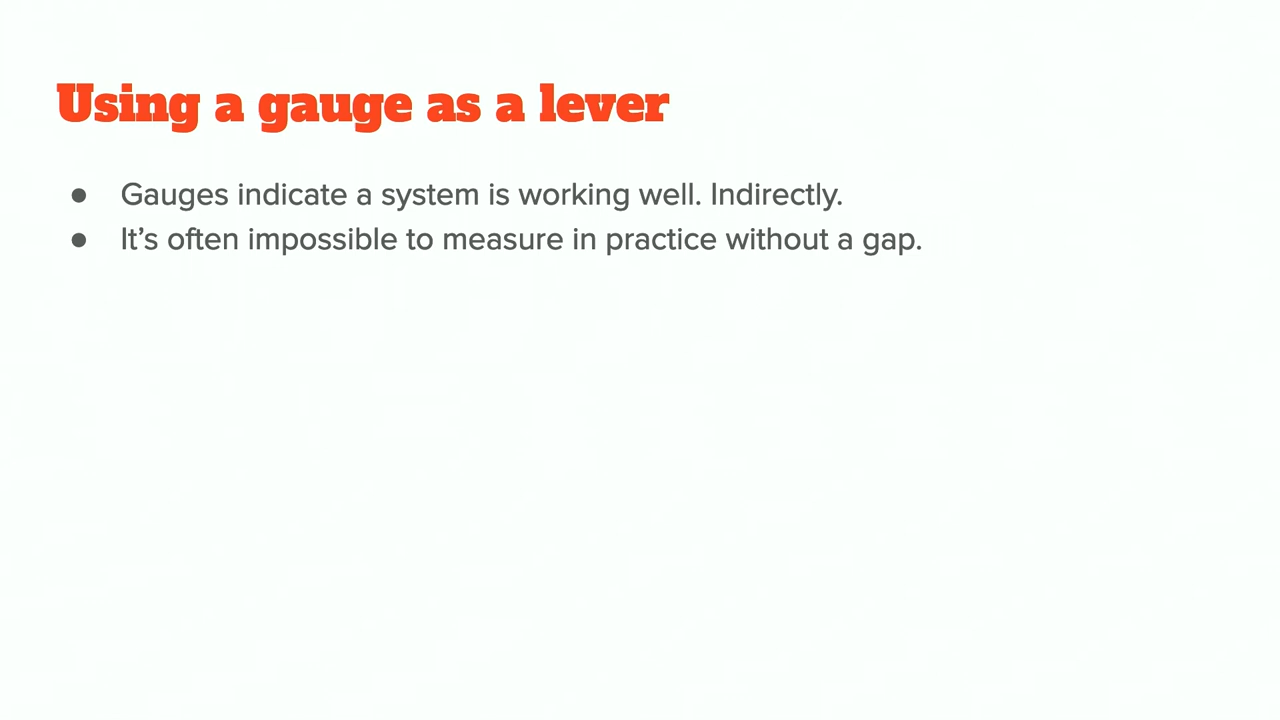 Using a gauge as a lever
● Gauges indicate a system is working well. Indirectly.
● It’s often impossible to measure in practice without a gap.